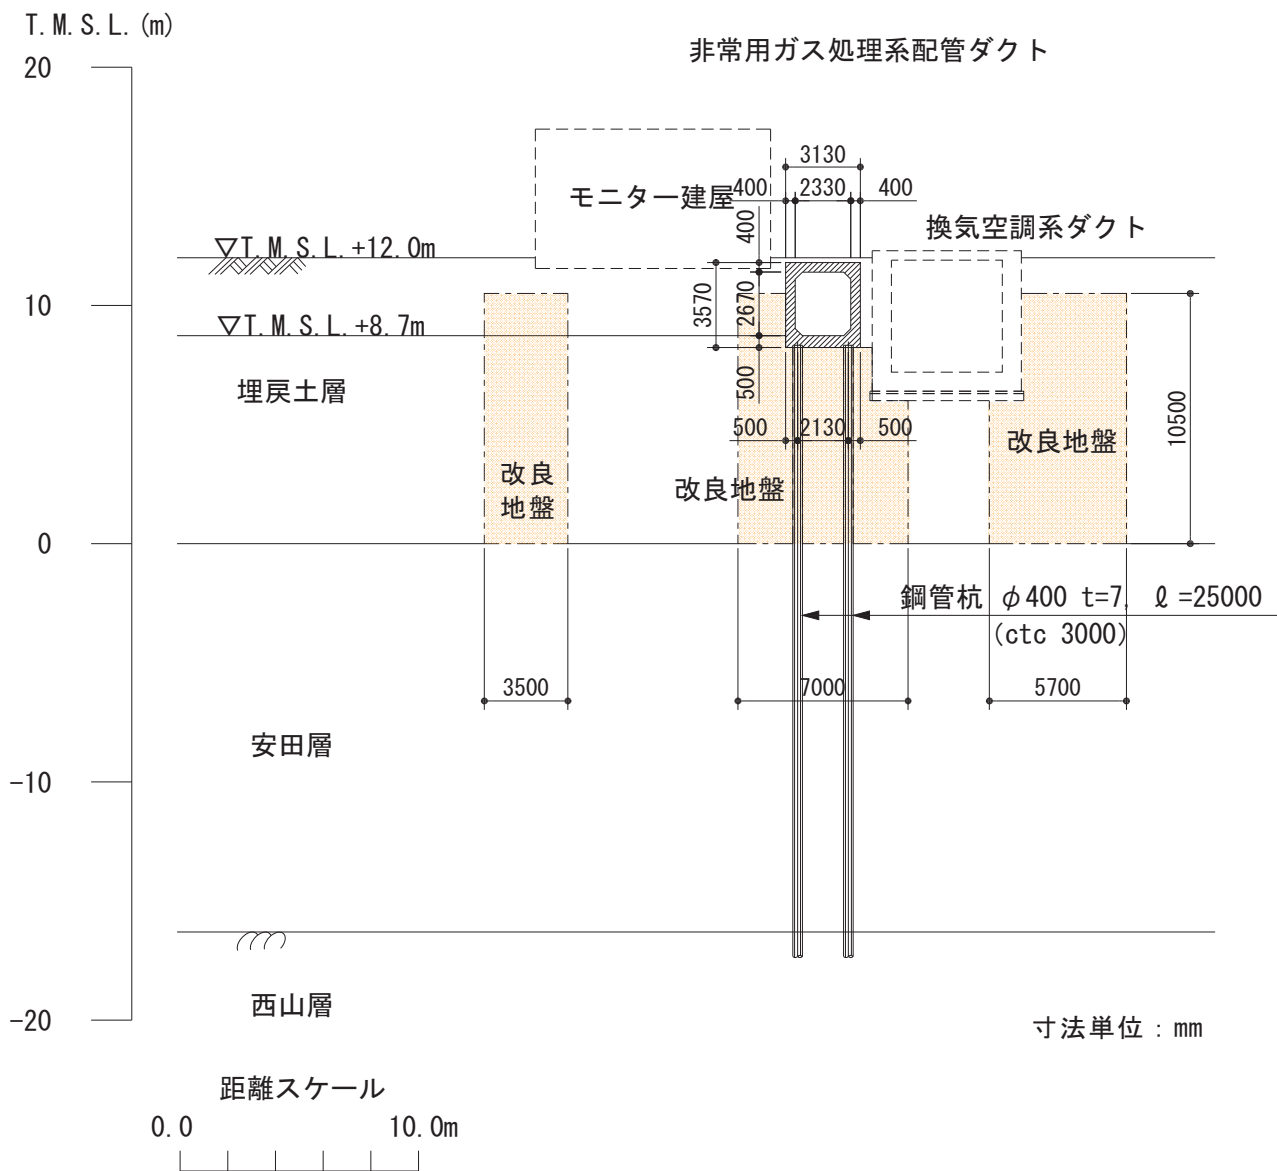 T.M.S.L.(m)
非常用ガス処理系配管ダクト
20
3130
400
2330
400
モニター建屋
400
換気空調系ダクト
▽T.M.S.L.+12.0m
3570
2670
10
▽T.M.S.L.+8.7m
500
埋戻土層
500
2130
500
10500
改良地盤
改良
地盤
改良地盤
0
鋼管杭 φ400 t=7, ℓ=25000
(ctc 3000)
3500
7000
5700
安田層
-10
西山層
-20
寸法単位：mm
距離スケール
0.0
10.0m